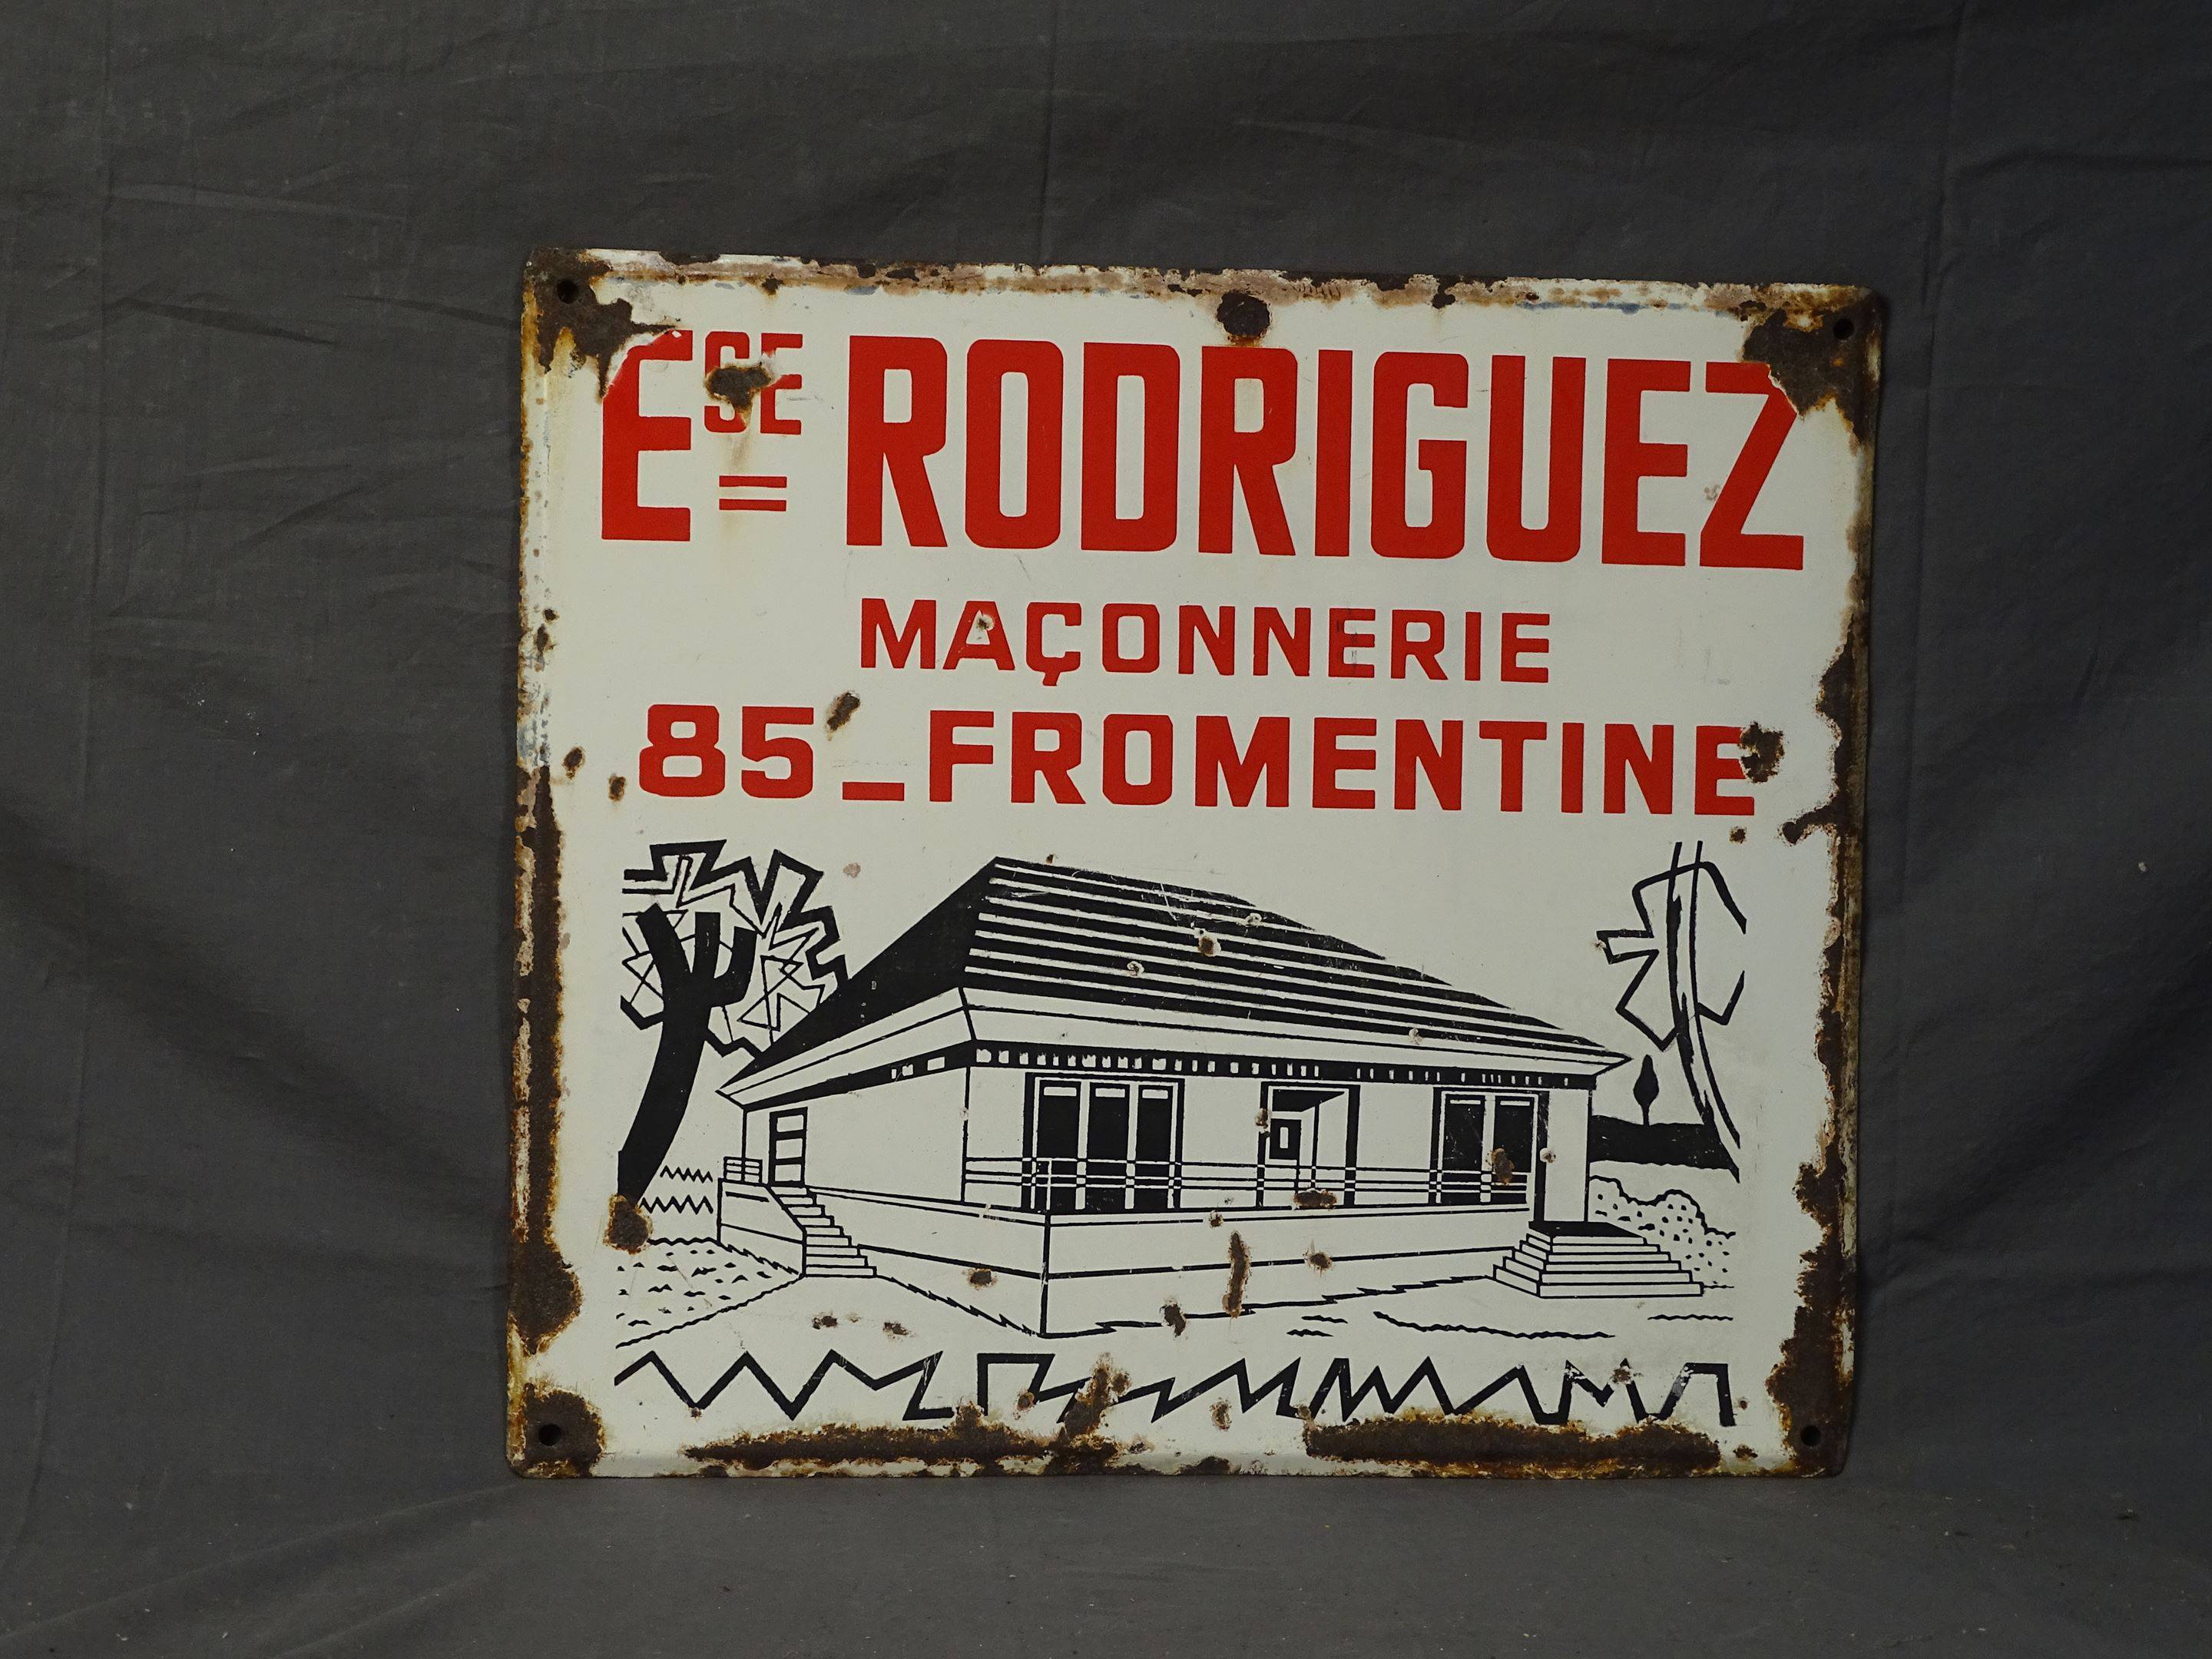 Ese RODRIGUEZ
MAÇONNERIE
85_FROMENTINE